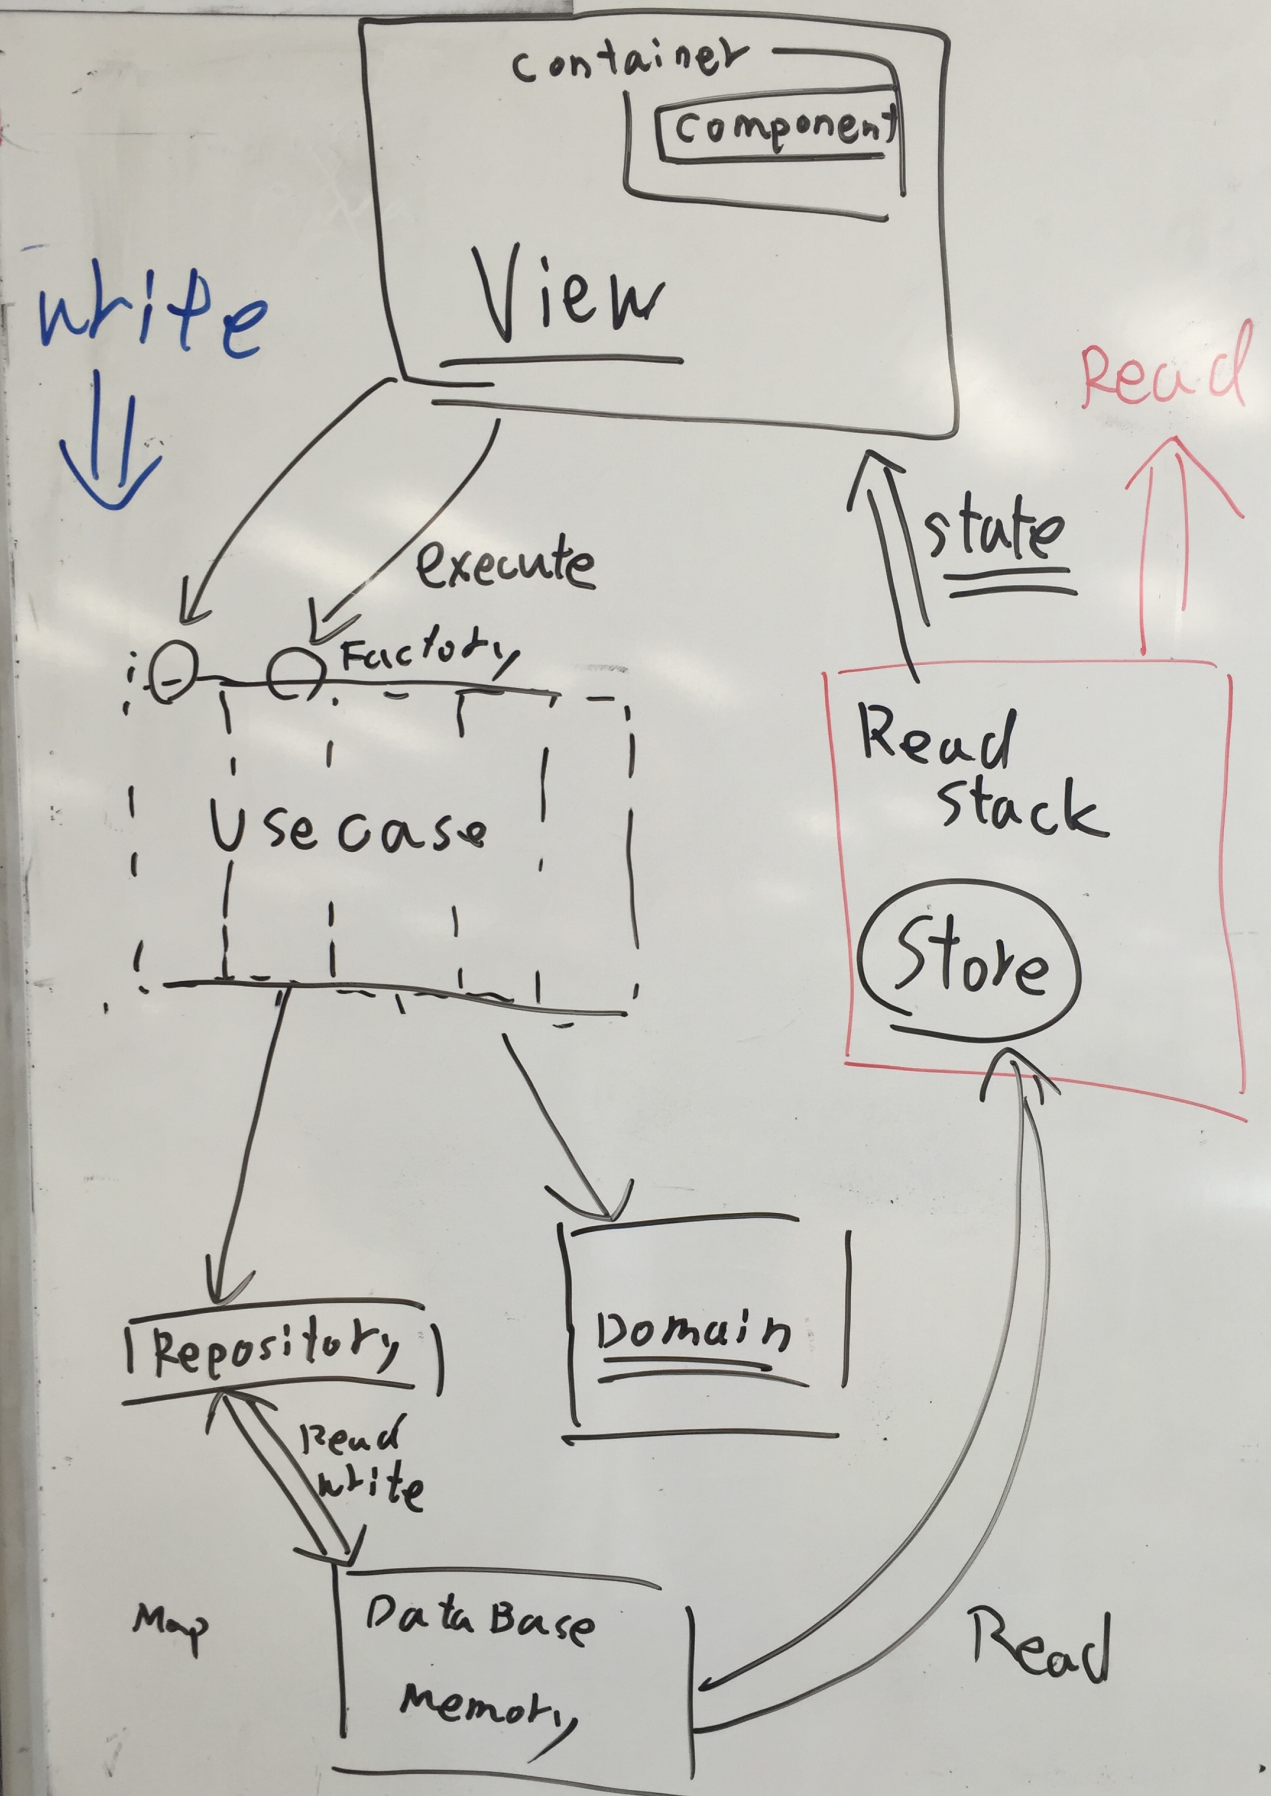 container
component
View
write
Read
state
execute
Factory
Usecase
Read
stack
Store
Repository
Domain
Read
write
Map
DataBase
Memory
Read